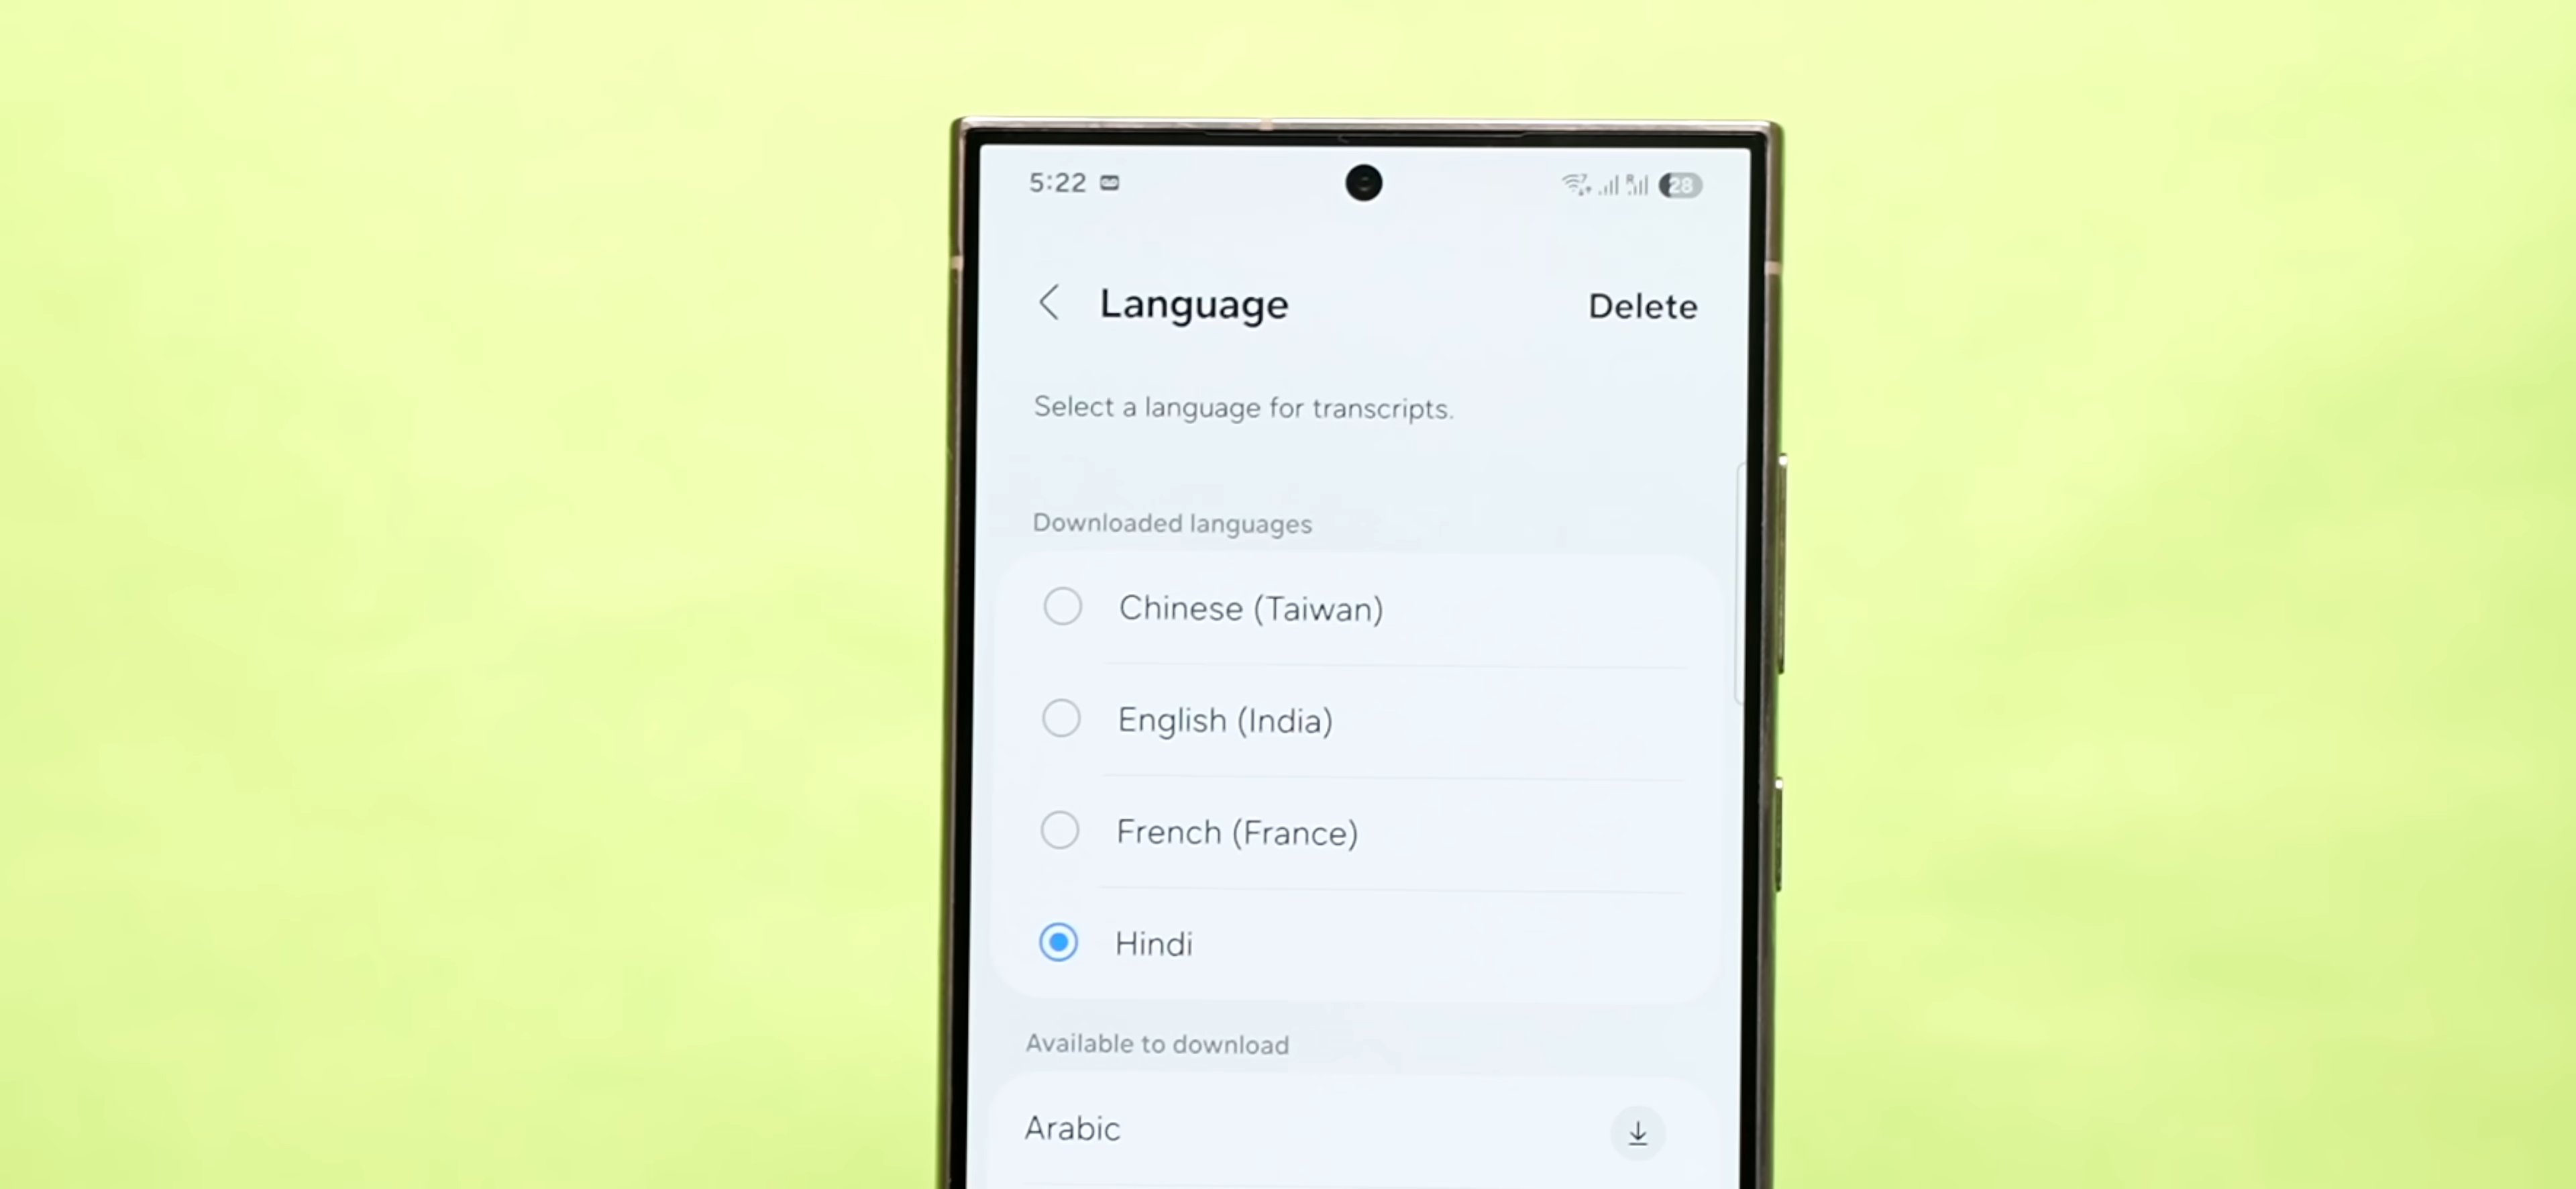 5:22
28
Language
Delete
Select a language for transcripts.
Downloaded languages
Chinese (Taiwan)
English (India)
French (France)
Hindi
Available to download
Arabic